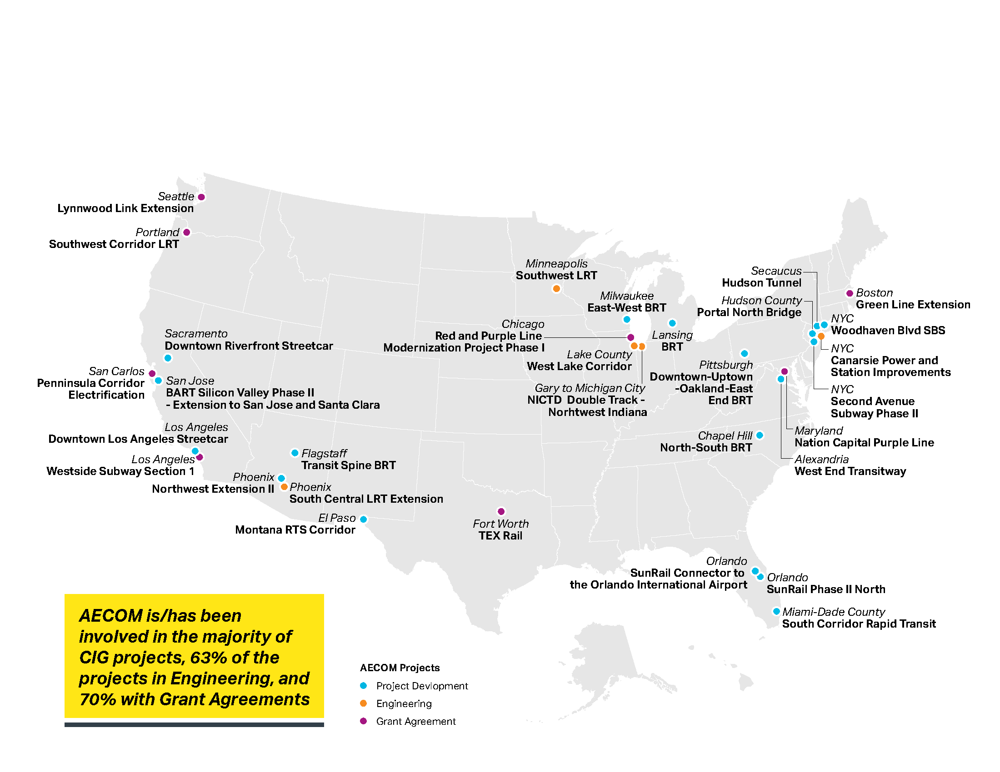 Seattle
Lynnwood Link Extension
Portland
Southwest Corridor LRT
Sacramento
Downtown Riverfront Streetcar
San Carlos
Penninsula Corridor
Electrification
San Jose
BART Silicon Valley Phase II
- Extension to San Jose and Santa Clara
Los Angeles
Downtown Los Angeles Streetcar
Los Angeles
Westside Subway Section 1
Flagstaff
Transit Spine BRT
Phoenix
Northwest Extension II
Phoenix
South Central LRT Extension
El Paso
Montana RTS Corridor
Fort Worth
TEX Rail
Minneapolis
Southwest LRT
Milwaukee
East-West BRT
Chicago
Red and Purple Line
Modernization Project Phase I
Lansing
BRT
Lake County
West Lake Corridor
Gary to Michigan City
NICTD Double Track -
Norhtwest Indiana
Secaucus
Hudson Tunnel
Hudson County
Portal North Bridge
Boston
Green Line Extension
NYC
Woodhaven Blvd SBS
NYC
Canarsie Power and
Station Improvements
NYC
Second Avenue
Subway Phase II
Pittsburgh
Downtown-Uptown
-Oakland-East
End BRT
Maryland
Nation Capital Purple Line
Alexandria
West End Transitway
Chapel Hill
North-South BRT
Orlando
SunRail Connector to
the Orlando International Airport
Orlando
SunRail Phase II North
Miami-Dade County
South Corridor Rapid Transit
AECOM is/has been
involved in the majority of
CIG projects, 63% of the
projects in Engineering, and
70% with Grant Agreements
AECOM Projects
Project Devlopment
Engineering
Grant Agreement